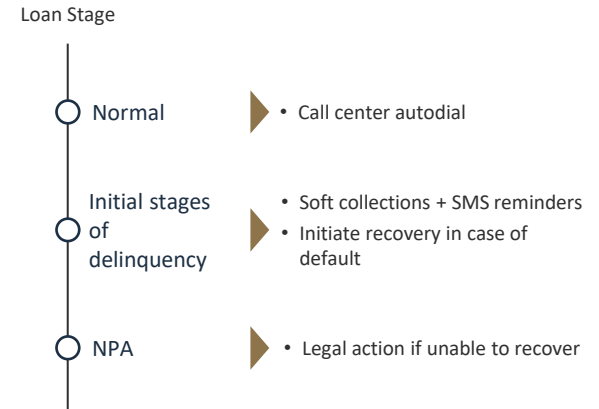 Loan Stage
Normal
• Call center autodial
Initial stages
of
delinquency
• Soft collections + SMS reminders
• Initiate recovery in case of
default
NPA
• Legal action if unable to recover